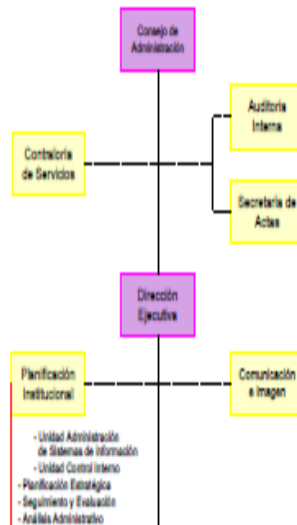 Consejo de
Administración
Auditoría
Interna
Contraloría
de Servicios
Secretaría de
Actas
Dirección
Ejecutiva
Planificación
Institucional
Comunicación
e Imagen
- Unidad Administración
de Sistemas de Información
- Unidad Control Interno
- Planificación Estratégica
- Seguimiento y Evaluación
- Análisis Administrativo